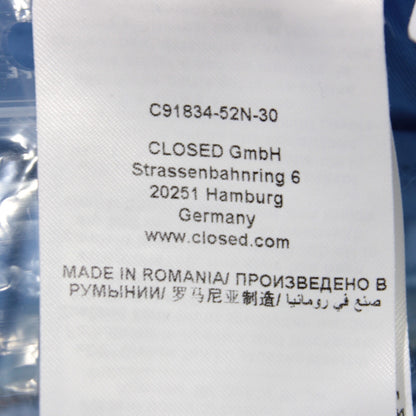 C91834-52N-30
CLOSED GmbH
Strassenbahnring 6
20251 Hamburg
Germany
www.closed.com
MADE IN ROMANIA/ ПРОИЗВЕДЕНО В
РУМЫНИИ/ 罗马尼亚制造/ صنع في رومانيا